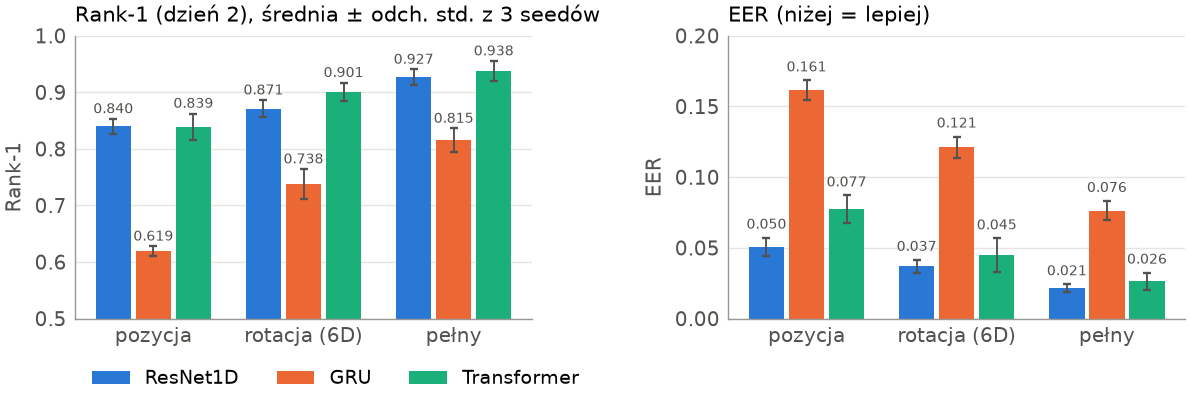 Rank-1 (dzień 2), średnia ± odch. std. z 3 seedów
1.0
0.9
0.8
0.7
0.6
0.5
Rank-1
0.840
0.619
0.839
0.871
0.738
0.901
0.927
0.815
0.938
pozycja
rotacja (6D)
pełny
ResNet1D
GRU
Transformer
EER (niżej = lepiej)
0.20
0.15
0.10
0.05
0.00
EER
0.050
0.161
0.077
0.037
0.121
0.045
0.021
0.076
0.026
pozycja
rotacja (6D)
pełny